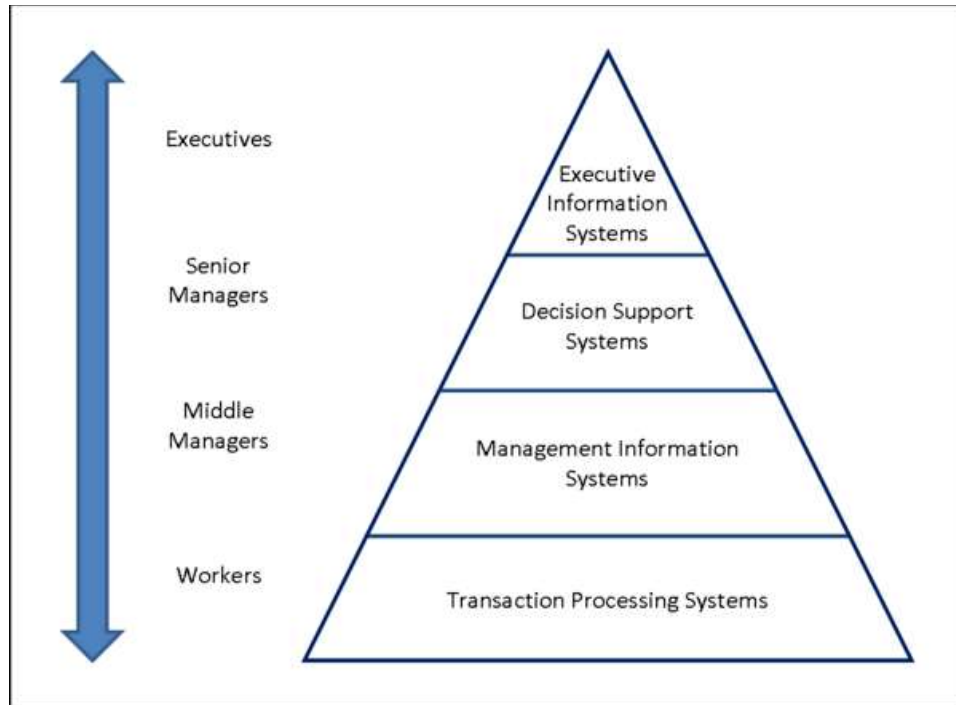 Executives
Executive
Information
Systems
Senior
Managers
Decision Support
Systems
Middle
Managers
Management Information
Systems
Workers
Transaction Processing Systems